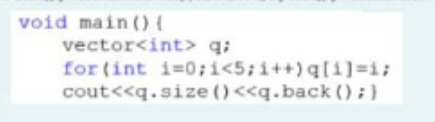 void main(){
vector<int> q;
for(int i=0;i<5;i++)q[i]=i;
cout<<q.size()<<q.back();}